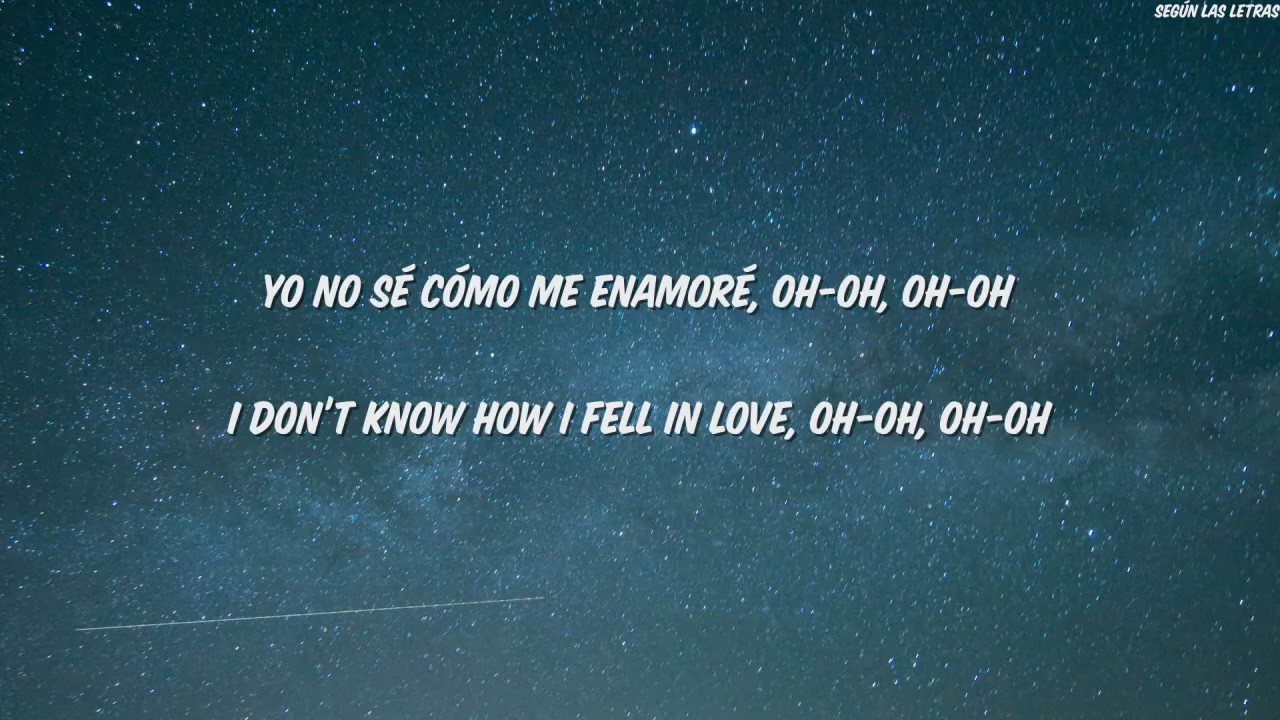 SEGÚN LAS LETRAS
YO NO SÉ CÓMO ME ENAMORÉ, OH-OH, OH-OH
I DON'T KNOW HOW I FELL IN LOVE, OH-OH, OH-OH